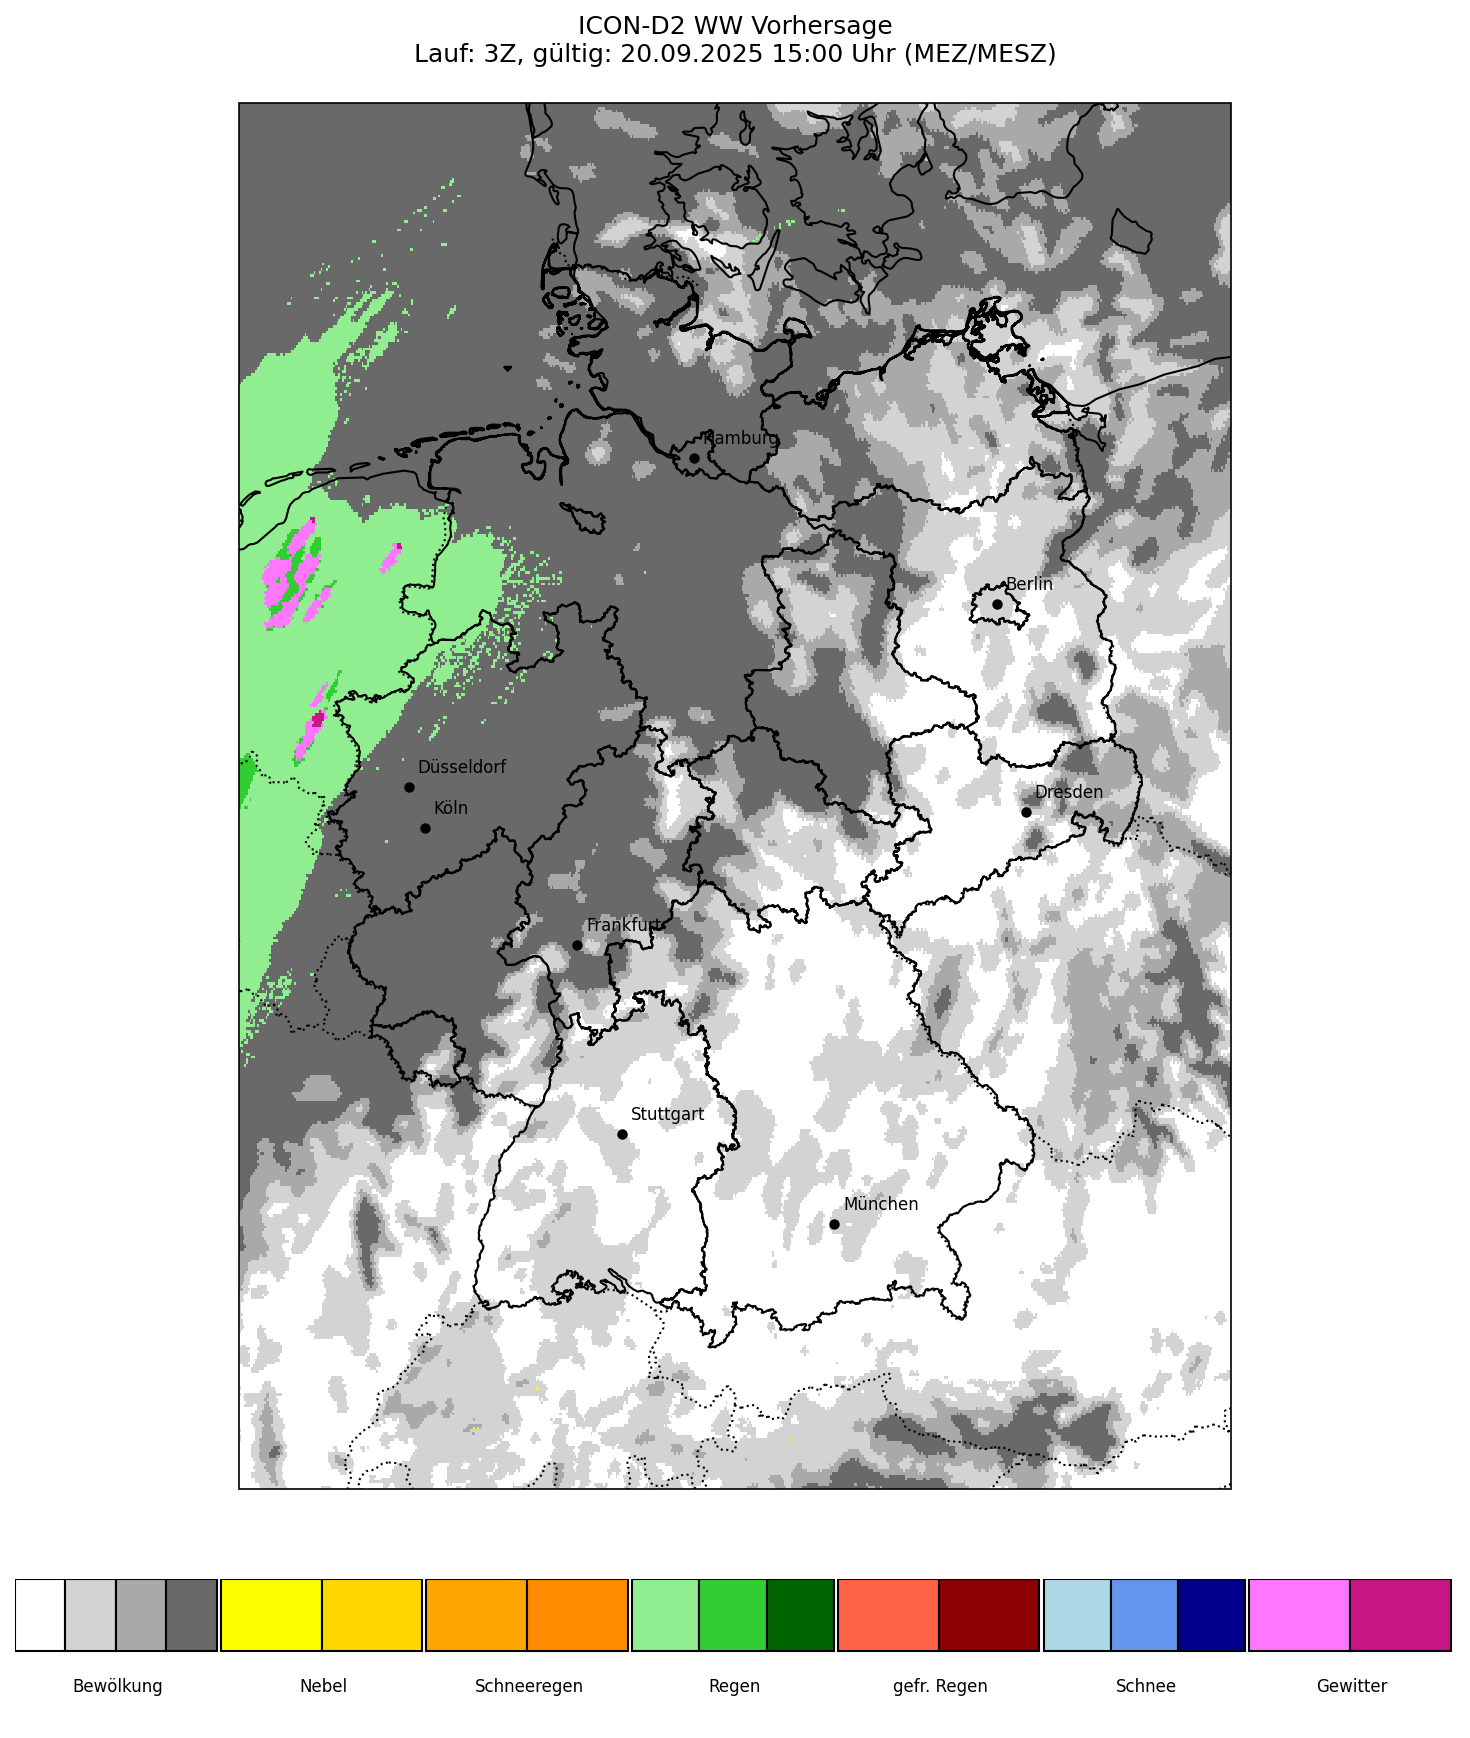 ICON-D2 WW Vorhersage
Lauf: 3Z, gültig: 20.09.2025 15:00 Uhr (MEZ/MESZ)
Hamburg
Berlin
Düsseldorf
Köln
Dresden
Frankfurt
Stuttgart
München
Bewölkung
Nebel
Schneeregen
Regen
gefr. Regen
Schnee
Gewitter